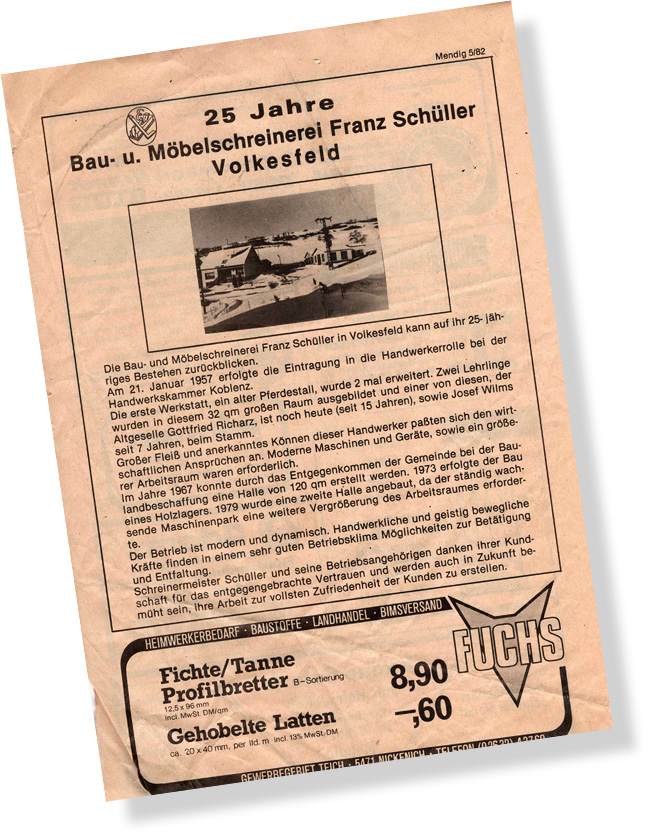 Mendig 5/82
25 Jahre
Bau- u. Möbelschreinerei Franz Schüller
Volkesfeld
Die Bau- und Möbelschreinerei Franz Schüller in Volkesfeld kann auf ihr 25- jäh-
riges Bestehen zurückblicken.
Am 21. Januar 1957 erfolgte die Eintragung in die Handwerkerrolle bei der
Handwerkskammer Koblenz.
Die erste Werkstatt, ein alter Pferdestall, wurde 2 mal erweitert. Zwei Lehrlinge
wurden in diesem 32 qm großen Raum ausgebildet und einer von diesen, der
Altgeselle Gottfried Richarz, ist noch heute (seit 15 Jahren), sowie Josef Wilms
seit 7 Jahren, beim Stamm.
Großer Fleiß und anerkanntes Können dieser Handwerker paßten sich den wirt-
schaftlichen Ansprüchen an. Moderne Maschinen und Geräte, sowie ein größe-
rer Arbeitsraum waren erforderlich.
Im Jahre 1967 konnte durch das Entgegenkommen der Gemeinde bei der Bau-
landbeschaffung eine Halle von 120 qm erstellt werden. 1973 erfolgte der Bau
eines Holzlagers. 1979 wurde eine zweite Halle angebaut, da der ständig wach-
sende Maschinenpark eine weitere Vergrößerung des Arbeitsraumes erforder-
te.
Der Betrieb ist modern und dynamisch. Handwerkliche und geistig bewegliche
Kräfte finden in einem sehr guten Betriebsklima Möglichkeiten zur Betätigung
und Entfaltung.
Schreinermeister Schüller und seine Betriebsangehörigen danken ihrer Kund-
schaft für das entgegengebrachte Vertrauen und werden auch in Zukunft be-
müht sein, ihre Arbeit zur vollsten Zufriedenheit der Kunden zu erstellen.
HEIMWERKERBEDARF · BAUSTOFFE · LANDHANDEL · BIMSVERSAND
FUCHS
Fichte/Tanne
Profilbretter B-Sortierung 8,90
12,5 x 96 mm
incl. MwSt. DM/qm
Gehobelte Latten -,60
ca. 20 x 40 mm, per lfd. m incl. 13% MwSt. DM
GEWERBEGEBIET TEICH · 5471 NICKENICH · TELEFON (02632)